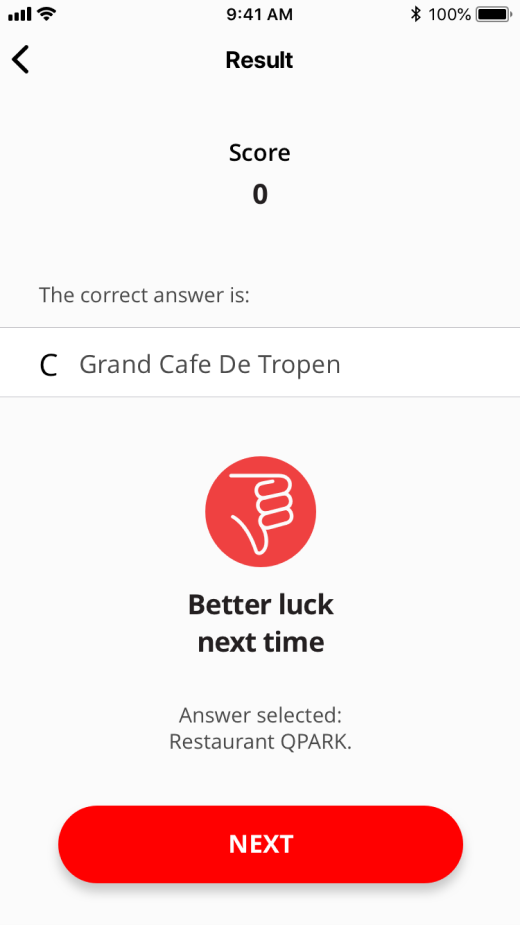 9:41 AM
100%
Result
Score
0
The correct answer is:
C Grand Cafe De Tropen
Better luck
next time
Answer selected:
Restaurant QPARK.
NEXT